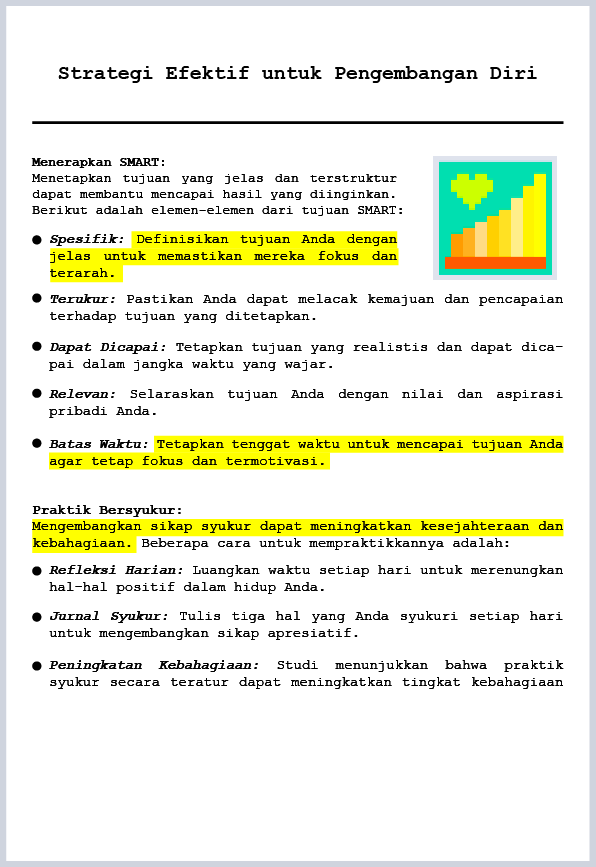 Strategi Efektif untuk Pengembangan Diri
Menerapkan SMART:
Menetapkan tujuan yang jelas dan terstruktur
dapat membantu mencapai hasil yang diinginkan.
Berikut adalah elemen-elemen dari tujuan SMART:
● Spesifik: Definisikan tujuan Anda dengan
jelas untuk memastikan mereka fokus dan
terarah.
● Terukur: Pastikan Anda dapat melacak kemajuan dan pencapaian
terhadap tujuan yang ditetapkan.
● Dapat Dicapai: Tetapkan tujuan yang realistis dan dapat dica-
pai dalam jangka waktu yang wajar.
● Relevan: Selaraskan tujuan Anda dengan nilai dan aspirasi
pribadi Anda.
● Batas Waktu: Tetapkan tenggat waktu untuk mencapai tujuan Anda
agar tetap fokus dan termotivasi.
Praktik Bersyukur:
Mengembangkan sikap syukur dapat meningkatkan kesejahteraan dan
kebahagiaan. Beberapa cara untuk mempraktikkannya adalah:
● Refleksi Harian: Luangkan waktu setiap hari untuk merenungkan
hal-hal positif dalam hidup Anda.
● Jurnal Syukur: Tulis tiga hal yang Anda syukuri setiap hari
untuk mengembangkan sikap apresiatif.
● Peningkatan Kebahagiaan: Studi menunjukkan bahwa praktik
syukur secara teratur dapat meningkatkan tingkat kebahagiaan